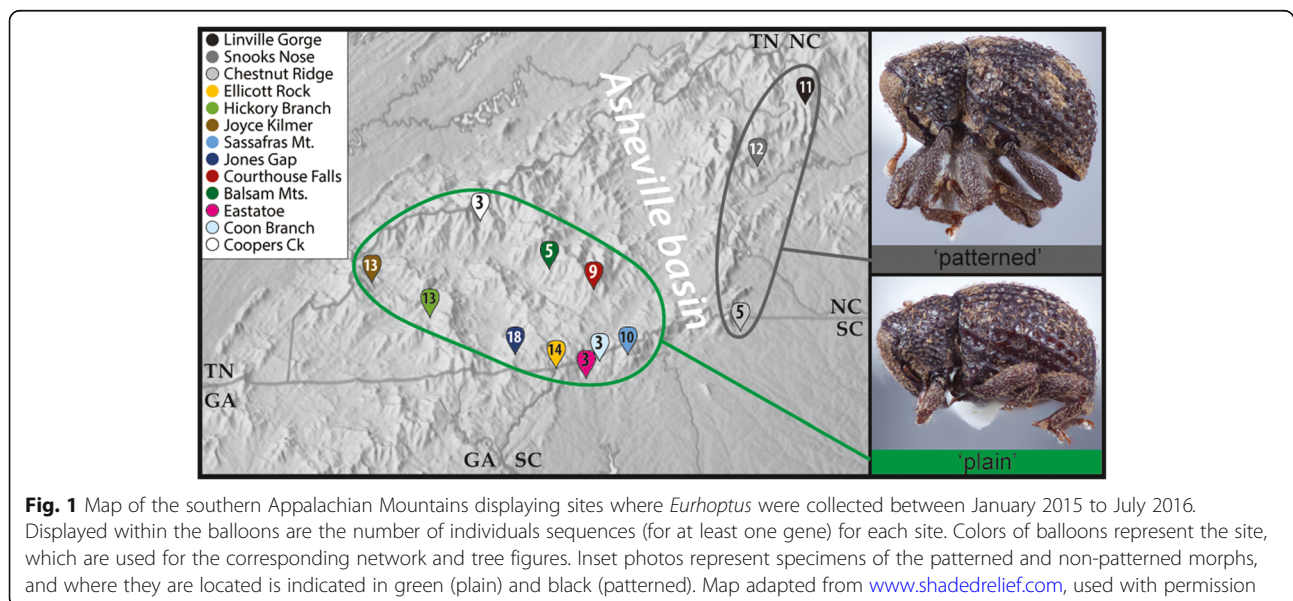 Linville Gorge
Snooks Nose
Chestnut Ridge
Ellicott Rock
Hickory Branch
Joyce Kilmer
Sassafras Mt.
Jones Gap
Courthouse Falls
Balsam Mts.
Eastatoe
Coon Branch
Coopers Ck
TN NC
Asheville basin
11
12
3
5
9
13
13
5
NC
SC
18
14
3
3
10
TN
GA
GA SC
'patterned'
'plain'
Fig. 1 Map of the southern Appalachian Mountains displaying sites where Eurhoptus were collected between January 2015 to July 2016.
Displayed within the balloons are the number of individuals sequences (for at least one gene) for each site. Colors of balloons represent the site,
which are used for the corresponding network and tree figures. Inset photos represent specimens of the patterned and non-patterned morphs,
and where they are located is indicated in green (plain) and black (patterned). Map adapted from www.shadedrelief.com, used with permission